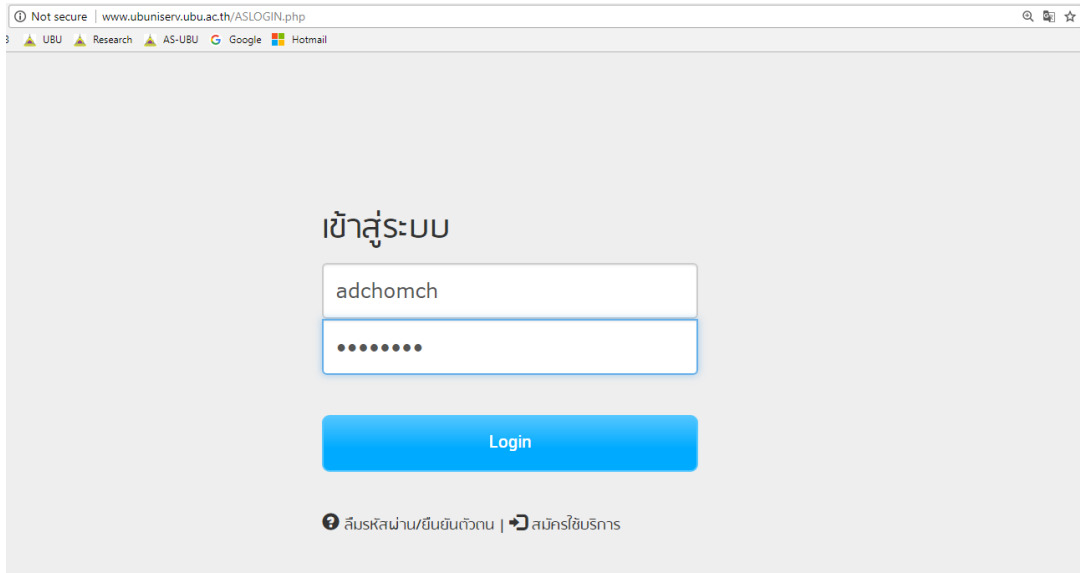 Not secure | www.ubuniserv.ubu.ac.th/ASLOGIN.php
UBU Research AS-UBU Google Hotmail
เข้าสู่ระบบ
adchomch
••••••••
Login
ลืมรหัสผ่าน/ยืนยันตัวตน | สมัครใช้บริการ